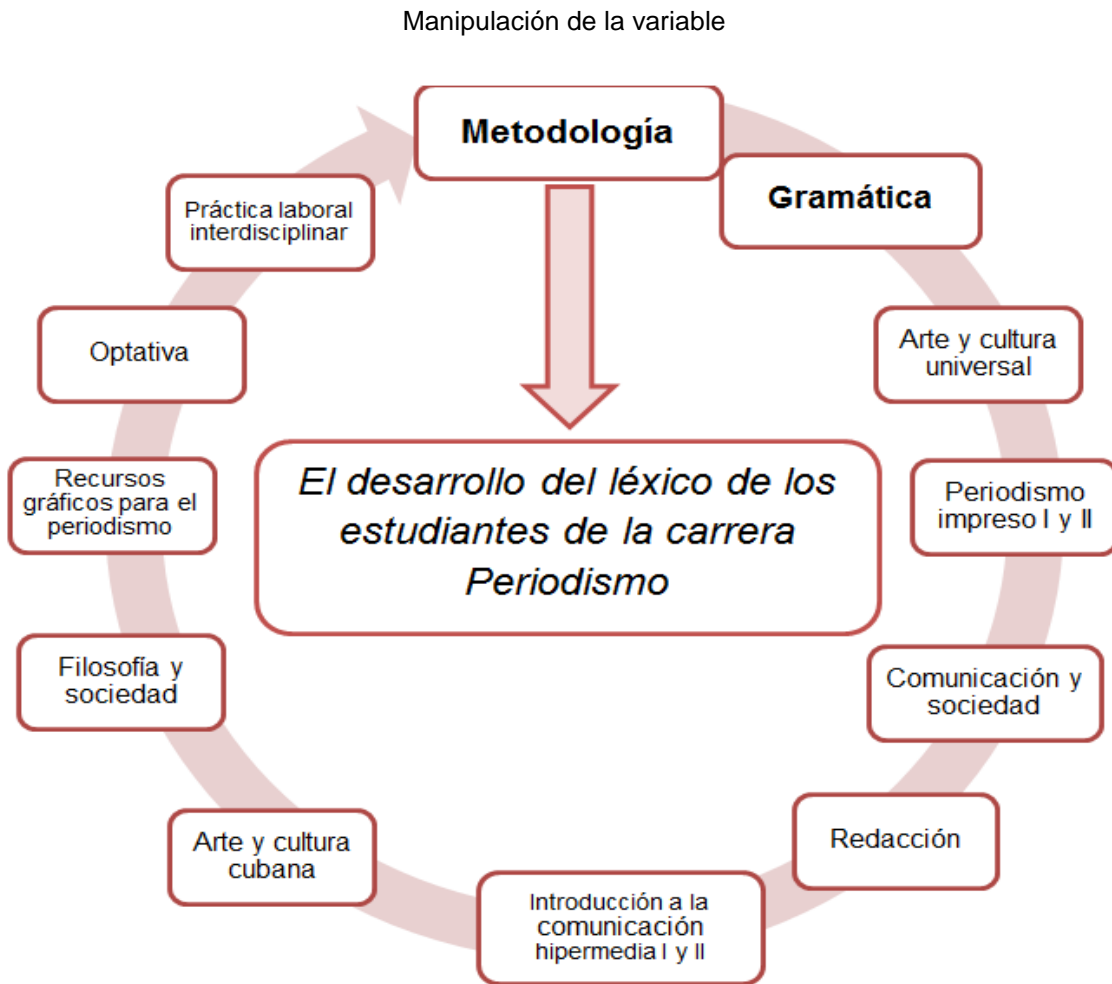 Manipulación de la variable
Metodología
Gramática
Arte y cultura
universal
Periodismo
impreso I y II
Comunicación y
sociedad
Redacción
Introducción a la
comunicación
hipermedia I y II
Arte y cultura
cubana
Filosofía y
sociedad
Recursos
gráficos para el
periodismo
Optativa
Práctica laboral
interdisciplinar
El desarrollo del léxico de los
estudiantes de la carrera
Periodismo